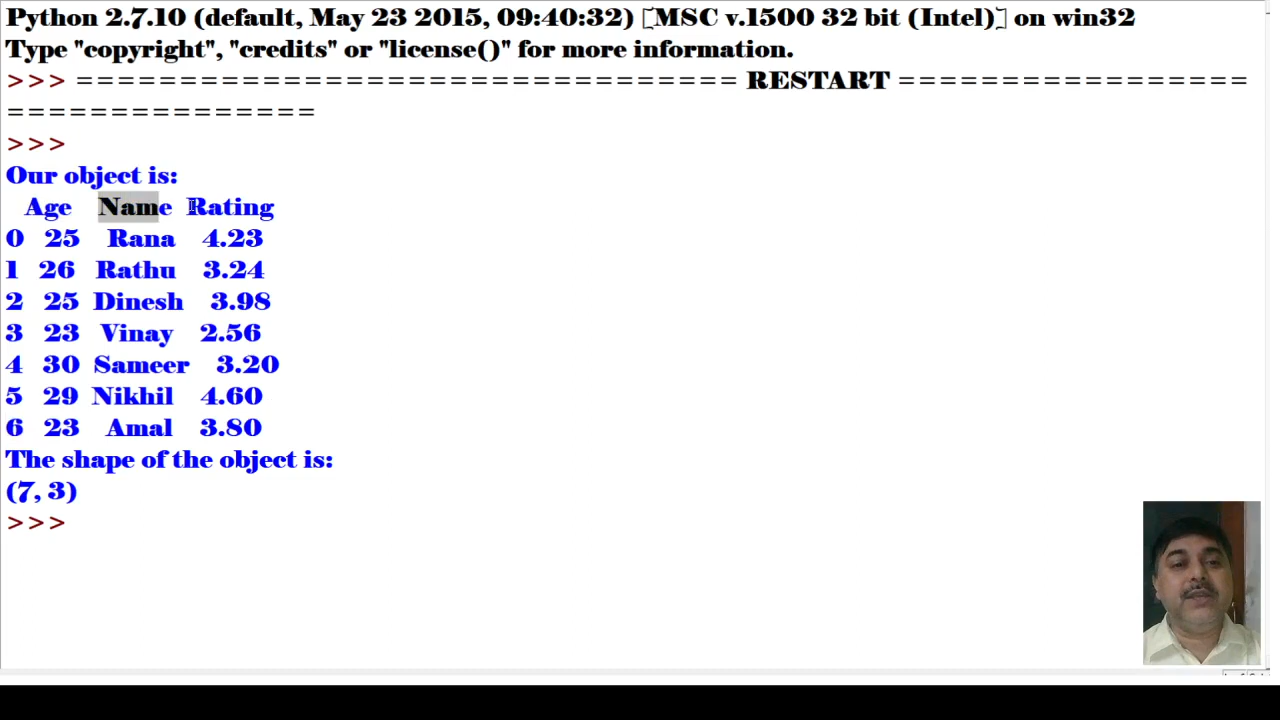 Python 2.7.10 (default, May 23 2015, 09:40:32) [MSC v.1500 32 bit (Intel)] on win32
Type "copyright", "credits" or "license()" for more information.
>>> ================================ RESTART =================
===============
>>>
Our object is:
Age Name Rating
0 25 Rana 4.23
1 26 Rathu 3.24
2 25 Dinesh 3.98
3 23 Vinay 2.56
4 30 Sameer 3.20
5 29 Nikhil 4.60
6 23 Amal 3.80
The shape of the object is:
(7, 3)
>>>